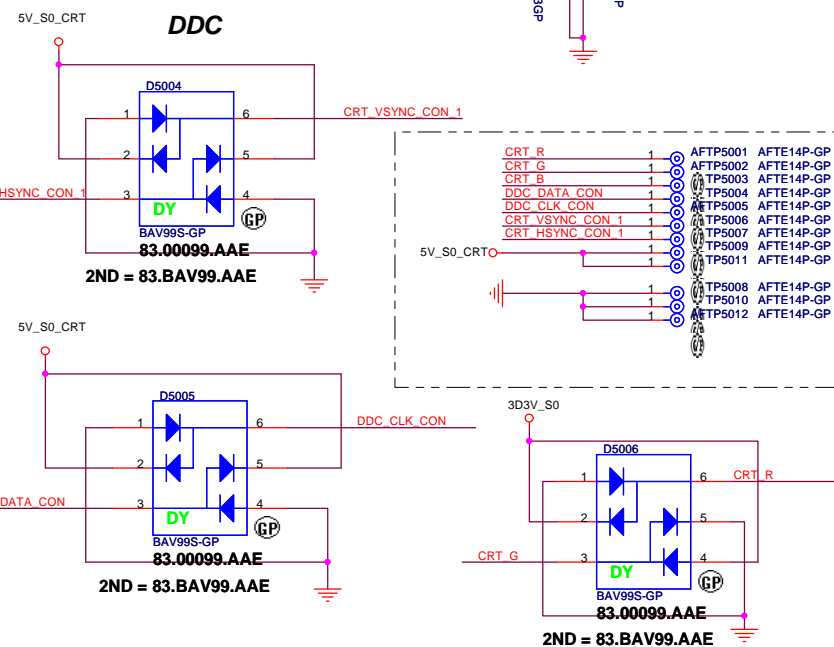 5V_S0_CRT
DDC
3GP
P
D5004
1
6
CRT_VSYNC_CON_1
2
5
HSYNC_CON_1
3
4
DY
GP
BAV99S-GP
83.00099.AAE
2ND = 83.BAV99.AAE
CRT_R 1 AFTP5001 AFTE14P-GP
CRT_G 1 AFTP5002 AFTE14P-GP
CRT_B 1 TP5003 AFTE14P-GP
DDC_DATA_CON 1 TP5004 AFTE14P-GP
DDC_CLK_CON 1 AFTP5005 AFTE14P-GP
CRT_VSYNC_CON_1 1 TP5006 AFTE14P-GP
CRT_HSYNC_CON_1 1 TP5007 AFTE14P-GP
5V_S0_CRT 1 TP5009 AFTE14P-GP
1 TP5011 AFTE14P-GP
1 TP5008 AFTE14P-GP
1 TP5010 AFTE14P-GP
1 AFTP5012 AFTE14P-GP
5V_S0_CRT
D5005
1
6
DDC_CLK_CON
2
5
DATA_CON
3
4
DY
GP
BAV99S-GP
83.00099.AAE
2ND = 83.BAV99.AAE
3D3V_S0
D5006
1
6
CRT_R
2
5
CRT_G
3
4
DY
GP
BAV99S-GP
83.00099.AAE
2ND = 83.BAV99.AAE